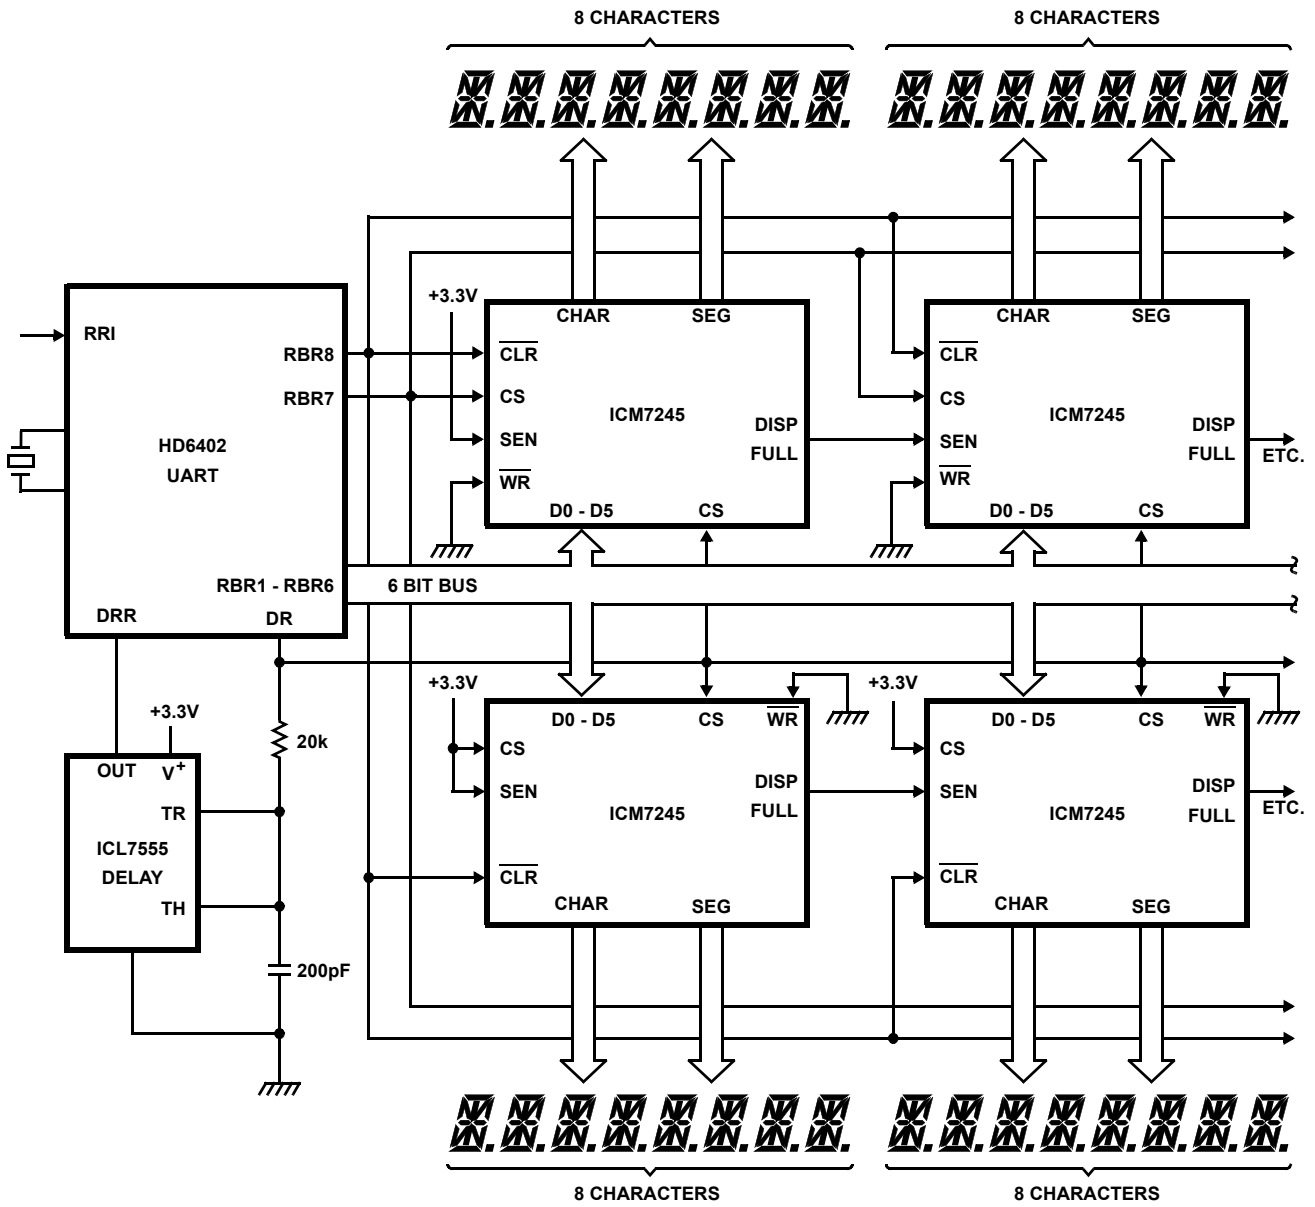 8 CHARACTERS
8 CHARACTERS
+3.3V
CHAR SEG
CHAR SEG
RRI
RBR8
RBR7
HD6402
UART
RBR1 - RBR6
DRR DR
CLR
CS
SEN
WR
ICM7245
DISP
FULL
D0 - D5 CS
CLR
CS
SEN
WR
ICM7245
DISP
FULL
D0 - D5 CS
ETC.
6 BIT BUS
+3.3V
20k
OUT V+
TR
ICL7555
DELAY
TH
200pF
+3.3V
D0 - D5 CS WR
CS
SEN
DISP
FULL
ICM7245
CLR
CHAR SEG
+3.3V
D0 - D5 CS WR
CS
SEN
DISP
FULL
ICM7245
CLR
CHAR SEG
ETC.
8 CHARACTERS
8 CHARACTERS